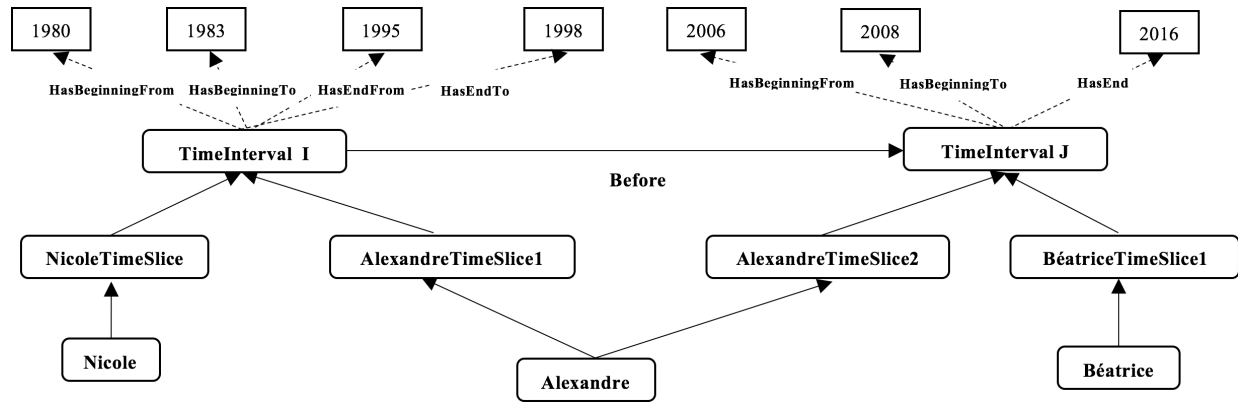 1980 1983 1995 1998 2006 2008 2016
HasBeginningFrom HasBeginningTo HasEndFrom HasEndTo HasBeginningFrom HasBeginningTo HasEnd
TimeInterval I TimeInterval J
Before
NicoleTimeSlice AlexandreTimeSlice1 AlexandreTimeSlice2 BéatriceTimeSlice1
Nicole Alexandre Béatrice